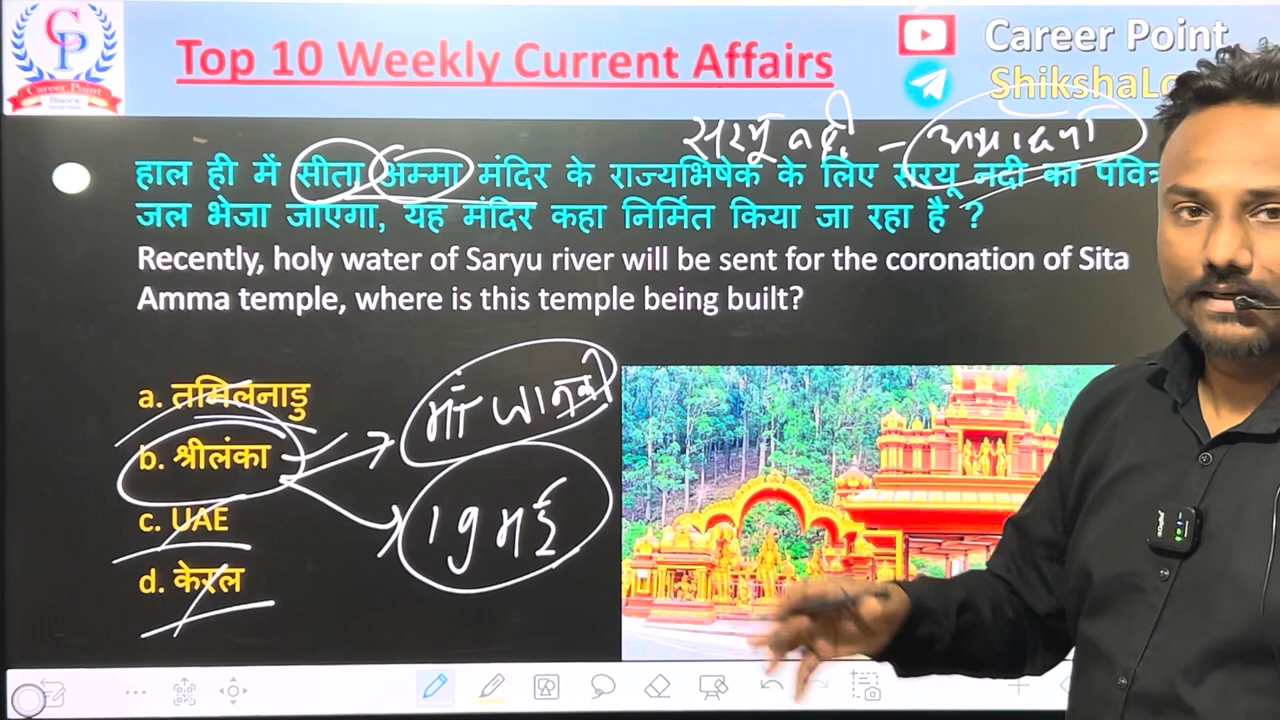 CP
Career Point
Top 10 Weekly Current Affairs
Career Point
ShikshaLo
सरयू नदी -
हाल ही में सीता अम्मा मंदिर के राज्यभिषेक के लिए सरयू नदी का पवित्र
जल भेजा जाएगा, यह मंदिर कहा निर्मित किया जा रहा है ?
Recently, holy water of Saryu river will be sent for the coronation of Sita
Amma temple, where is this temple being built?
a. तमिलनाडु
माँ जानकी
b. श्रीलंका
c. UAE
19 मई
d. केरल